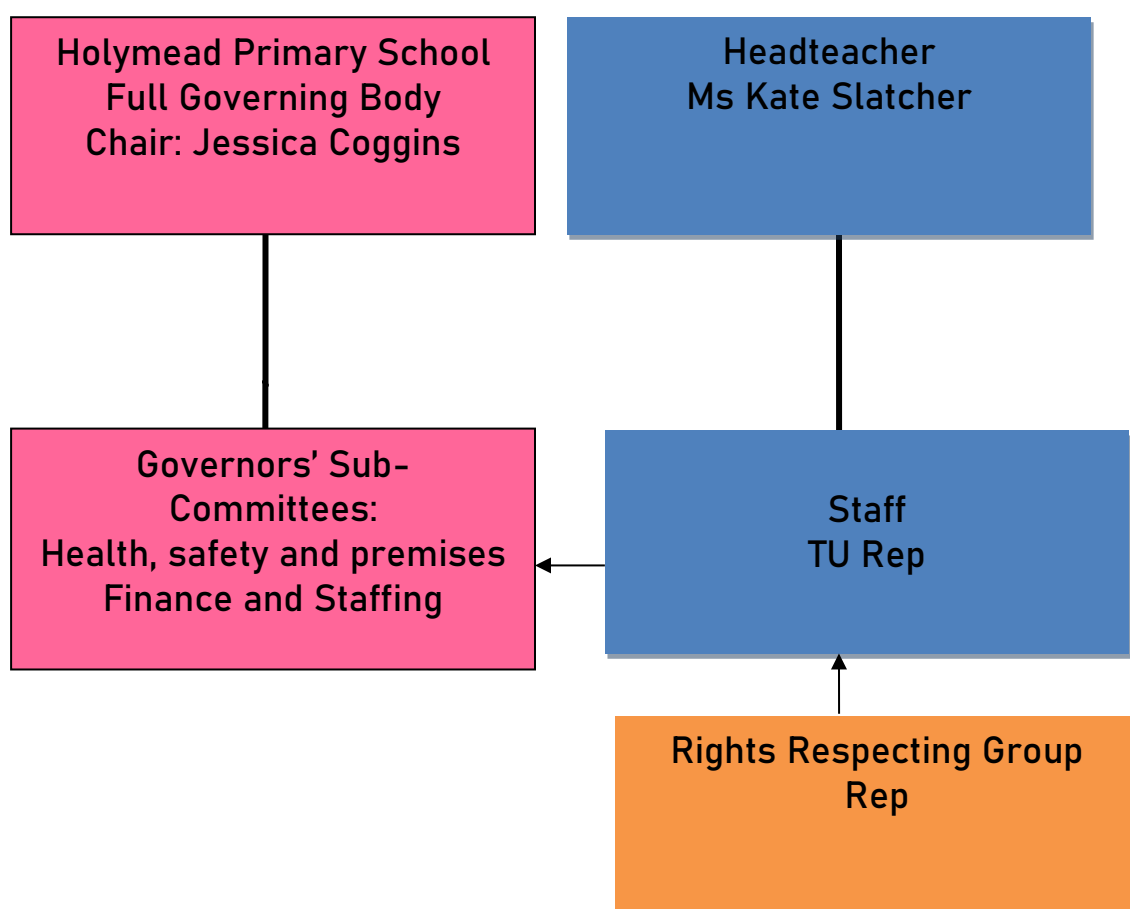 Holymead Primary School
Full Governing Body
Chair: Jessica Coggins
Headteacher
Ms Kate Slatcher
Governors’ Sub-
Committees:
Health, safety and premises
Finance and Staffing
Staff
TU Rep
Rights Respecting Group
Rep